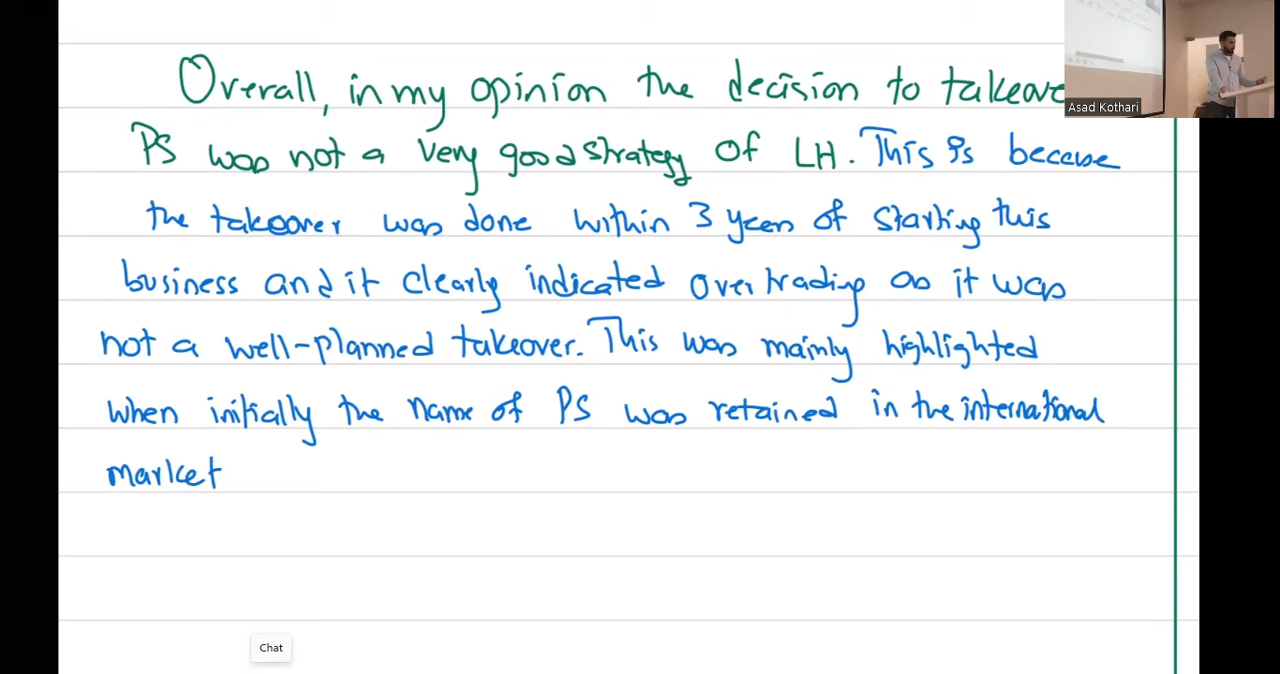 Overall, in my opinion the decision to takeove
PS was not a very good strategy of LH. This is because
the takeover was done within 3 years of starting this
business and it clearly indicated overtrading as it was
not a well-planned takeover. This was mainly highlighted
when initially the name of PS was retained in the international
market
Asad Kothari
Chat